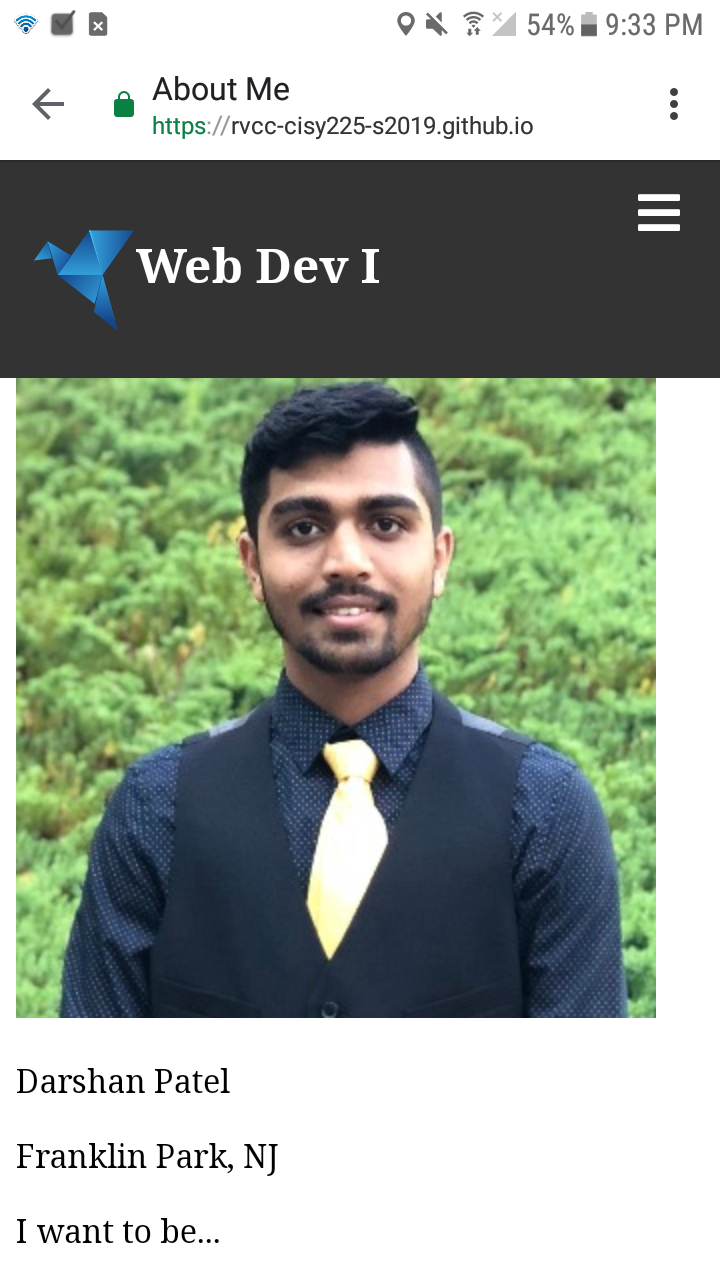 54% 9:33 PM
About Me
https://rvcc-cisy225-s2019.github.io
Web Dev I
Darshan Patel
Franklin Park, NJ
I want to be...